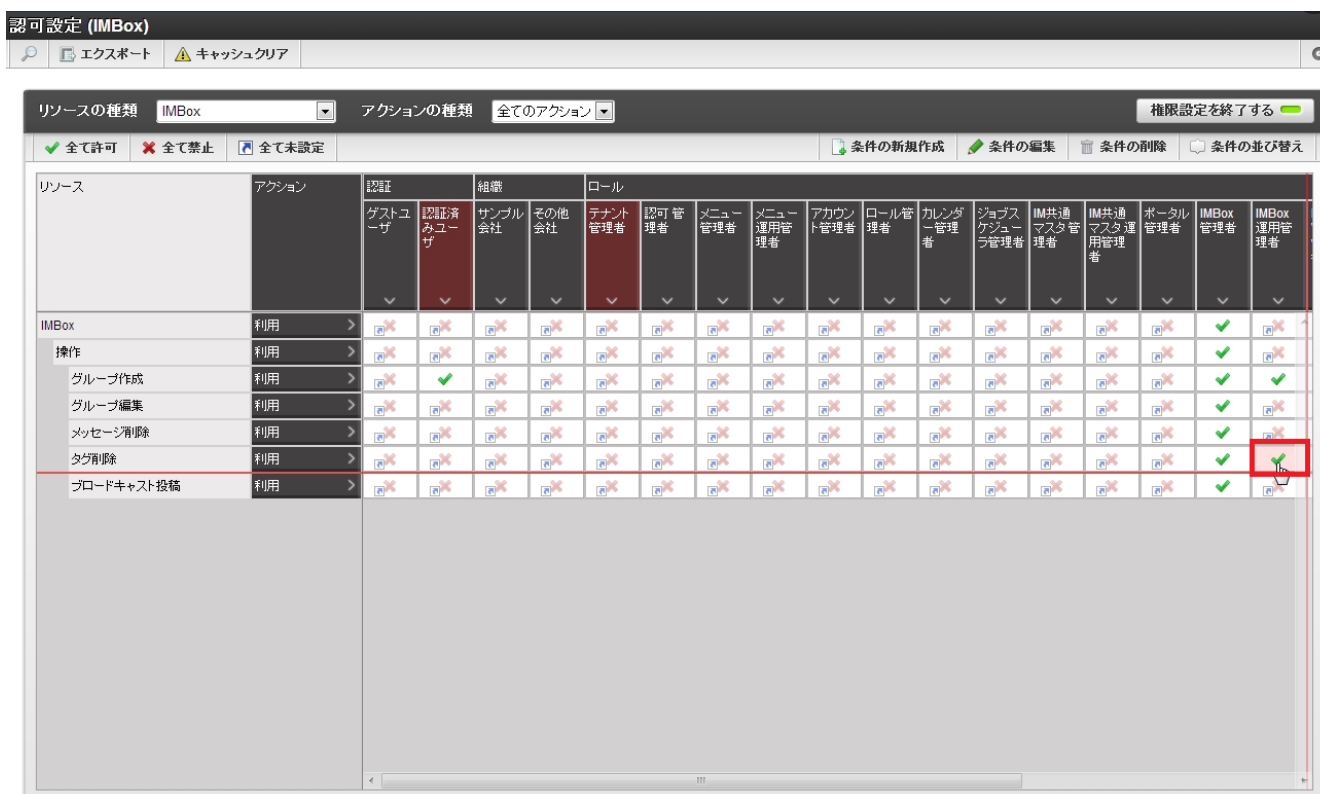 認可設定 (IMBox)
エクスポート キャッシュクリア
リソースの種類 IMBox アクションの種類 全てのアクション 権限設定を終了する
全て許可 全て禁止 全て未設定 条件の新規作成 条件の編集 条件の削除 条件の並び替え
リソース アクション 認証 組織 ロール
ゲストユーザ 認証済みユーザ サンプル会社 その他会社 テナント管理者 認可管理者 メニュー管理者 メニュー運用管理者 アカウント管理者 ロール管理者 カレンダー管理者 ジョブスケジューラ管理者 IM共通マスタ管理者 IM共通マスタ運用管理者 ポータル管理者 IMBox管理者 IMBox運用管理者
IMBox 利用
操作 利用
グループ作成 利用
グループ編集 利用
メッセージ削除 利用
タグ削除 利用
ブロードキャスト投稿 利用